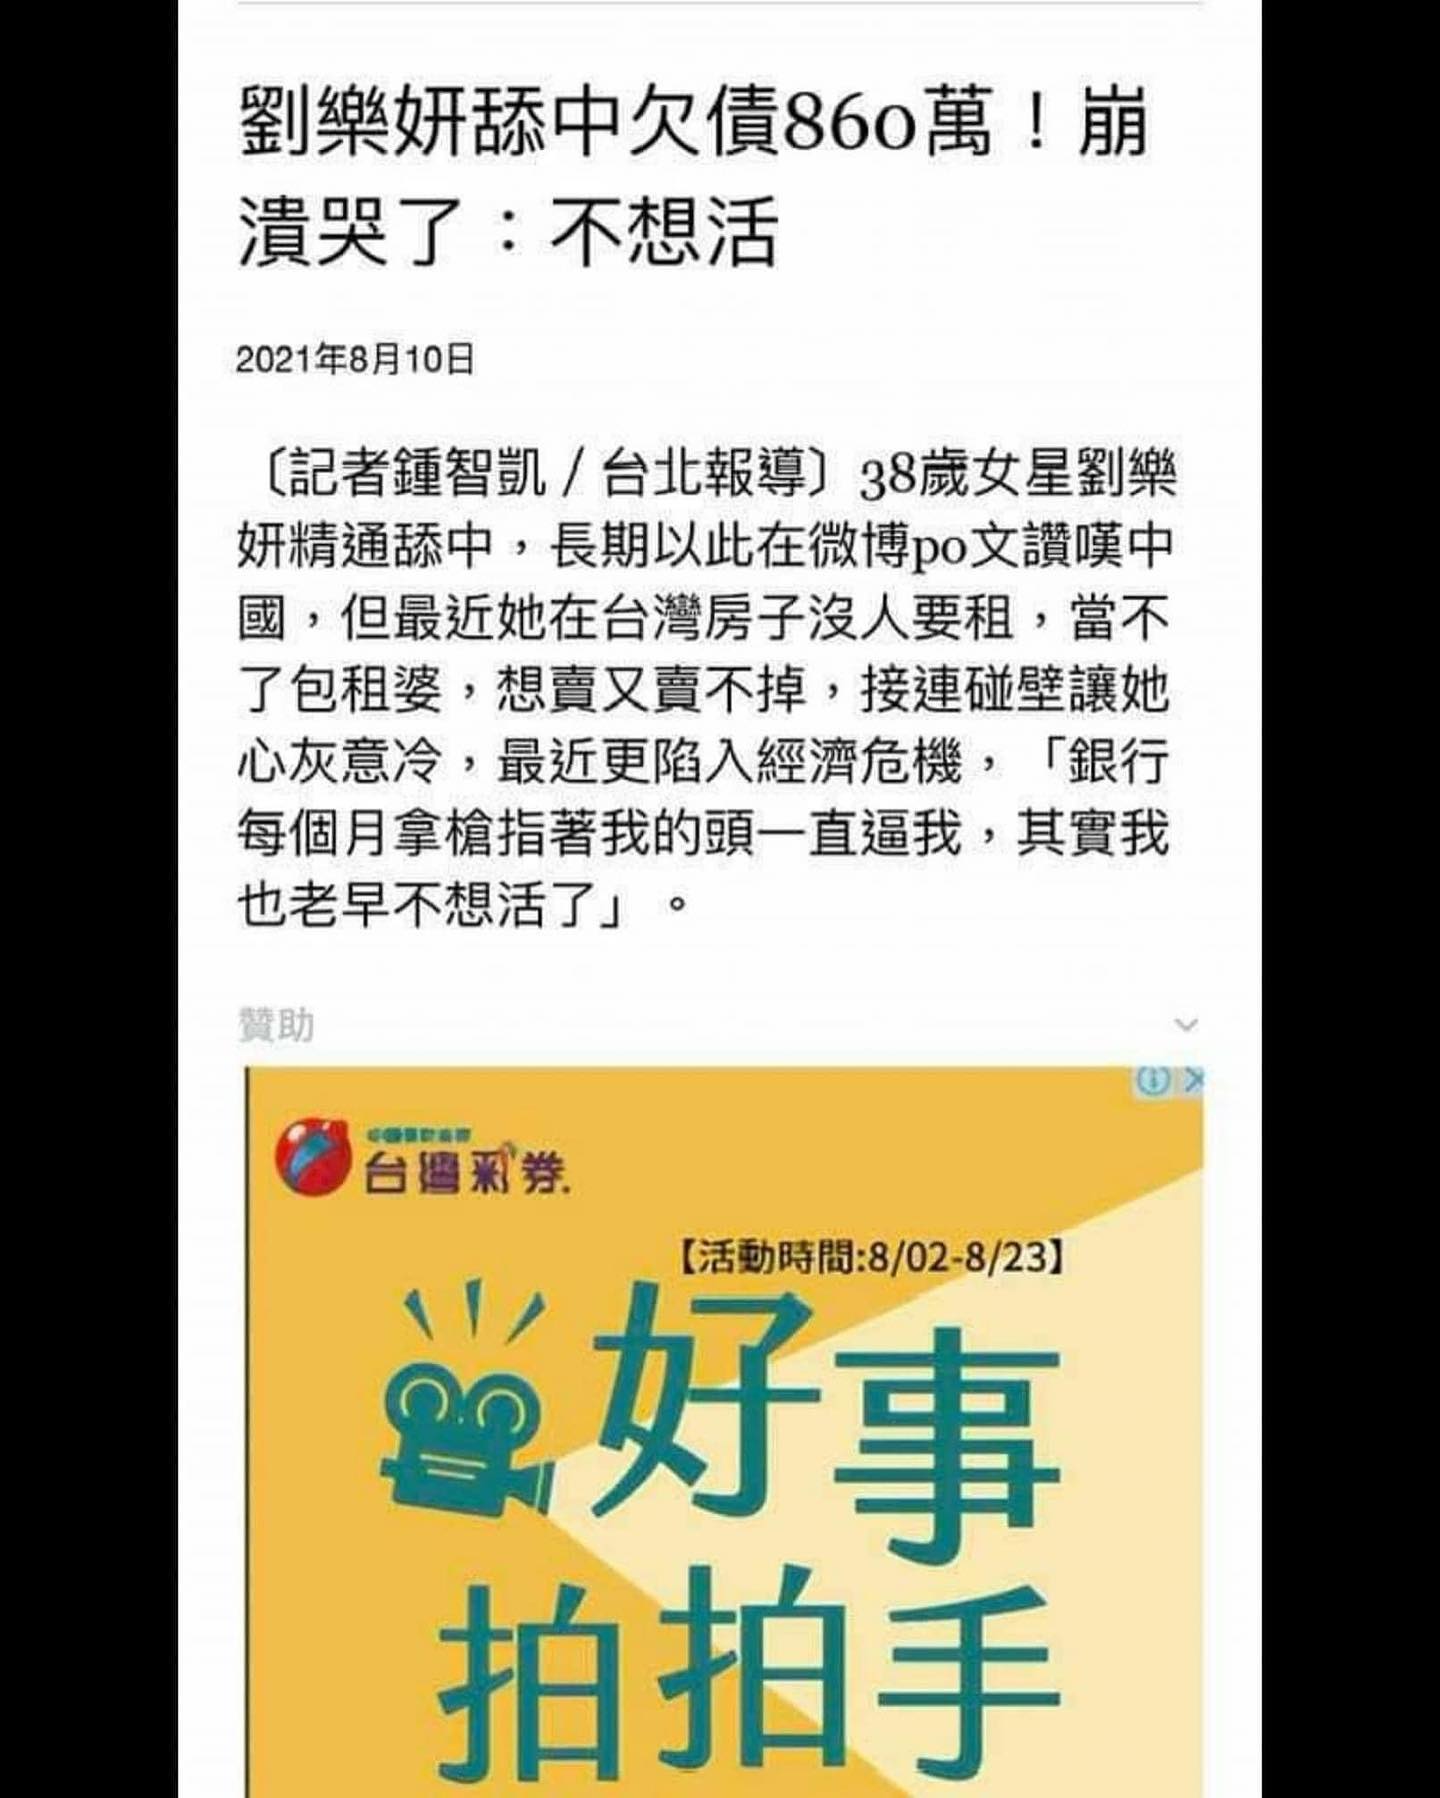 劉樂妍舔中欠債860萬！崩
潰哭了：不想活
2021年8月10日
〔記者鍾智凱／台北報導〕38歲女星劉樂
妍精通舔中，長期以此在微博po文讚嘆中
國，但最近她在台灣房子沒人要租，當不
了包租婆，想賣又賣不掉，接連碰壁讓她
心灰意冷，最近更陷入經濟危機，「銀行
每個月拿槍指著我的頭一直逼我，其實我
也老早不想活了」。
贊助
台灣彩券
【活動時間:8/02-8/23】
好事
拍拍手